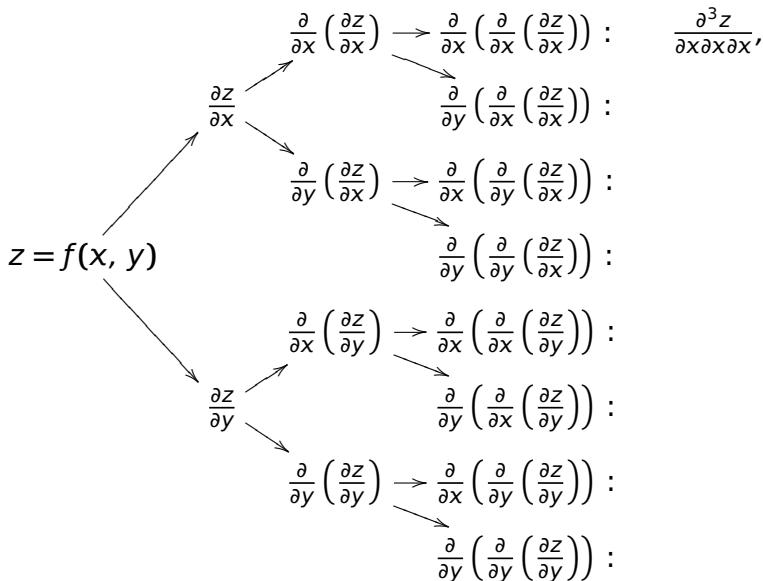 ∂/∂x (∂z/∂x) → ∂/∂x (∂/∂x (∂z/∂x)) : ∂³z/∂x∂x∂x,
∂z/∂x ∂/∂y (∂/∂x (∂z/∂x)) :
∂/∂y (∂z/∂x) → ∂/∂x (∂/∂y (∂z/∂x)) :
z = f(x, y) ∂/∂y (∂/∂y (∂z/∂x)) :
∂/∂x (∂z/∂y) → ∂/∂x (∂/∂x (∂z/∂y)) :
∂z/∂y ∂/∂y (∂/∂x (∂z/∂y)) :
∂/∂y (∂z/∂y) → ∂/∂x (∂/∂y (∂z/∂y)) :
∂/∂y (∂/∂y (∂z/∂y)) :